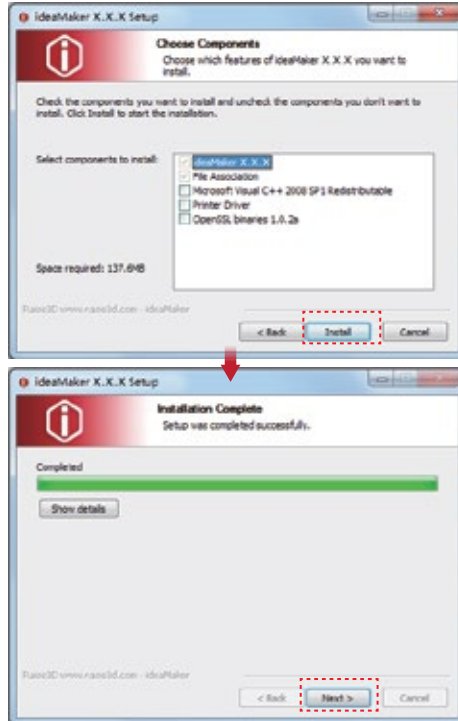 ideaMaker X.X.X Setup
Choose Components
Choose which features of ideaMaker X.X.X you want to
install.
Check the components you want to install and uncheck the components you don't want to
install. Click Install to start the installation.
Select components to install:
ideaMaker X.X.X
File Association
Microsoft Visual C++ 2008 SP1 Redistributable
Printer Driver
OpenSSL binaries 1.0.2a
Space required: 137.6MB
Raise3D www.raise3d.com - ideaMaker
< Back
Install
Cancel
ideaMaker X.X.X Setup
Installation Complete
Setup was completed successfully.
Completed
Show details
Raise3D www.raise3d.com - ideaMaker
< Back
Next >
Cancel